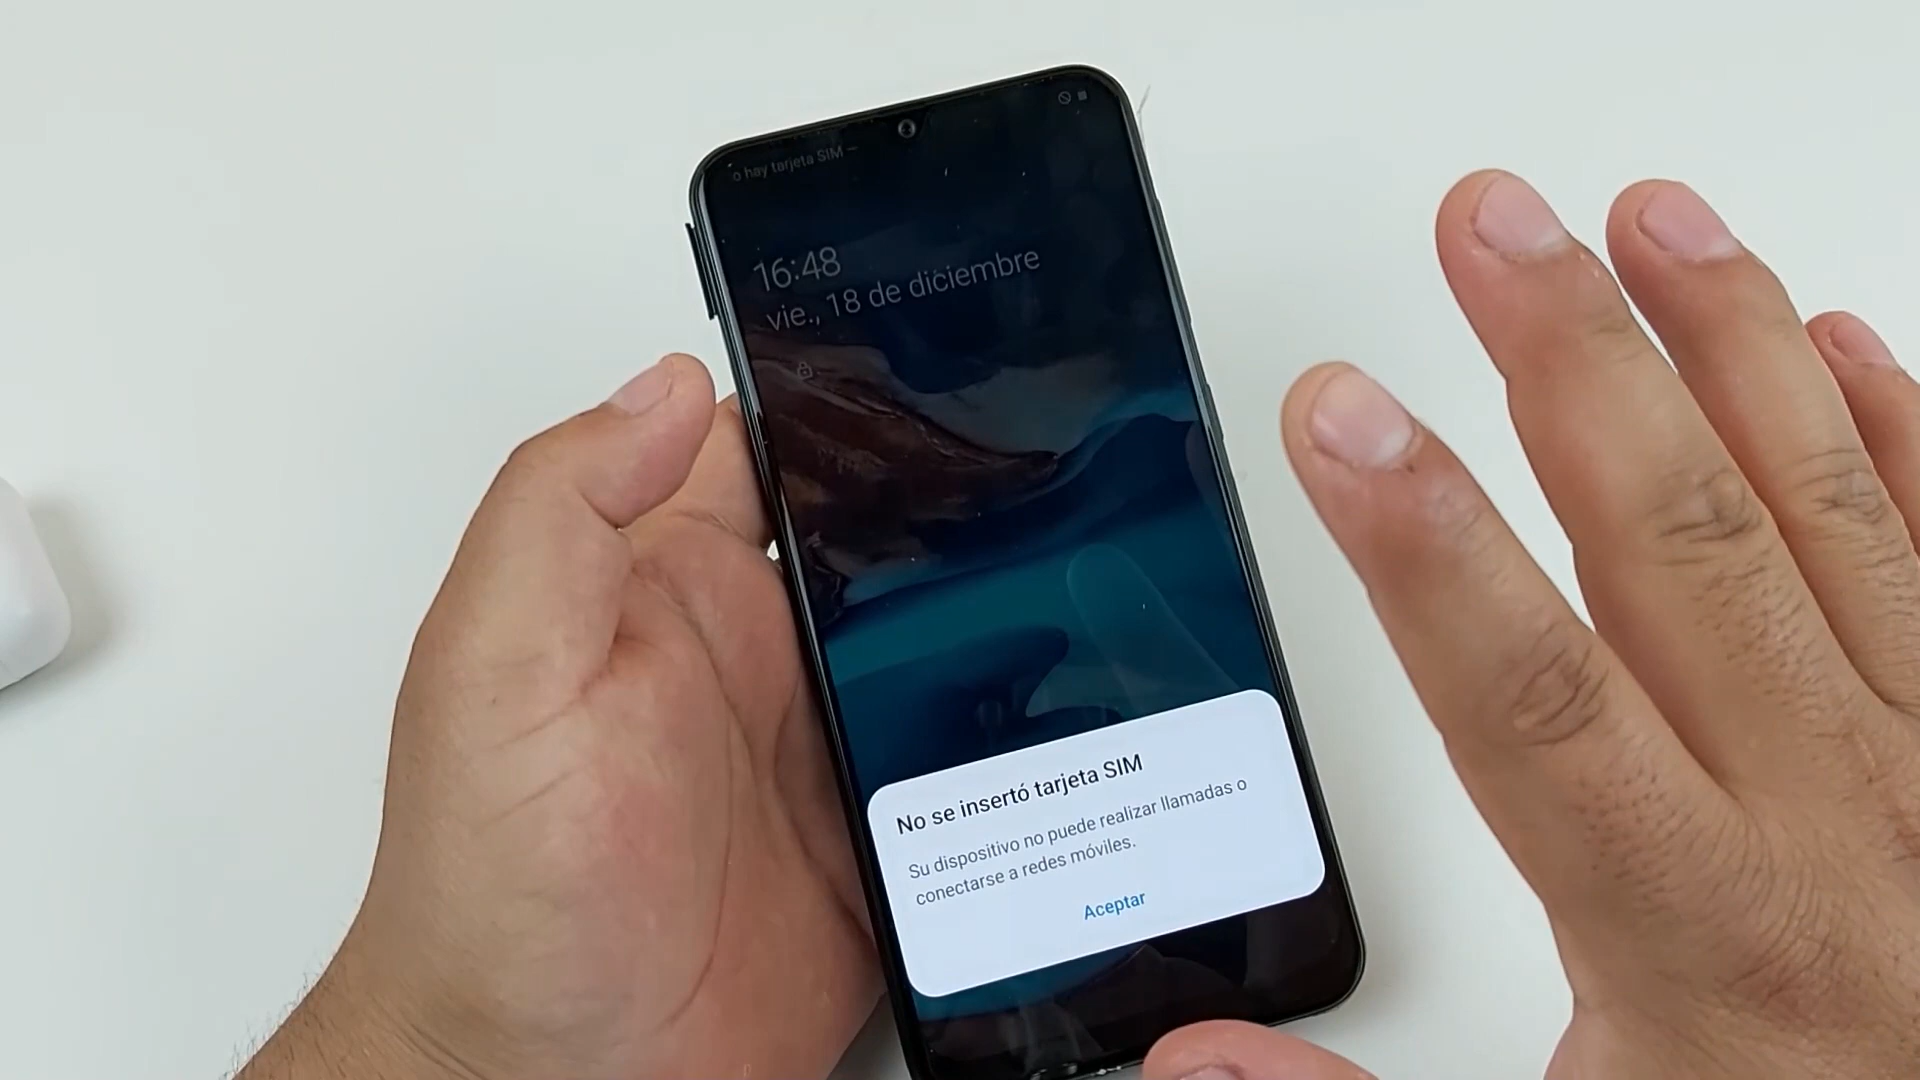 o hay tarjeta SIM —
16:48
vie., 18 de diciembre
No se insertó tarjeta SIM
Su dispositivo no puede realizar llamadas o
conectarse a redes móviles.
Aceptar